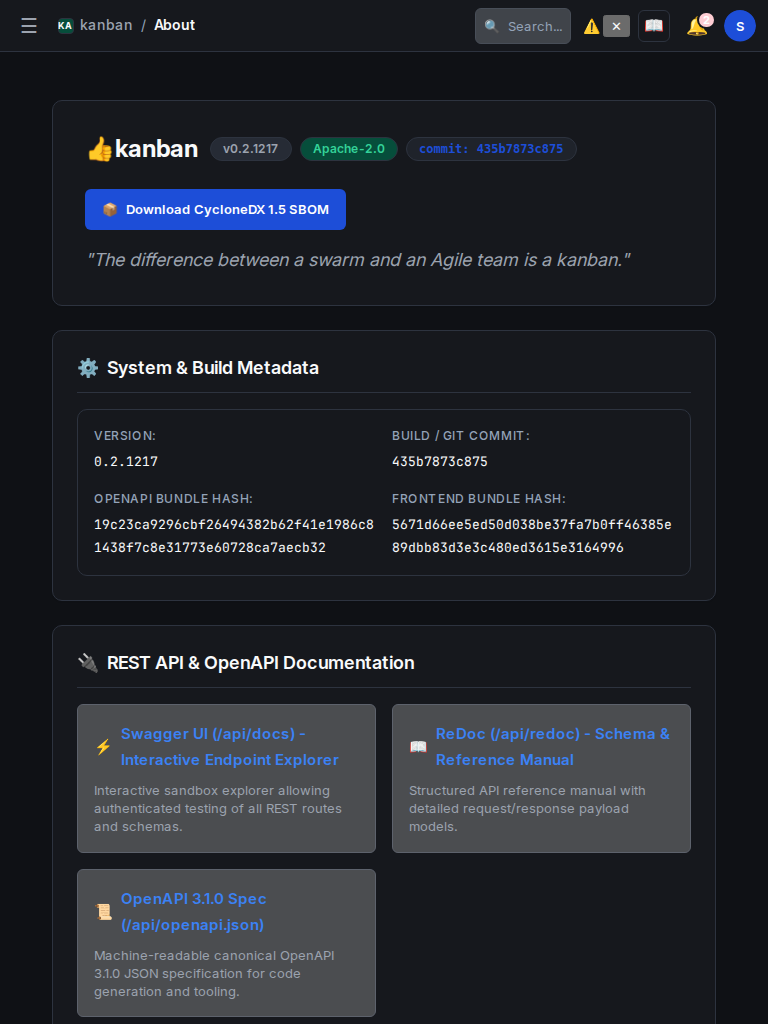 ☰ KA kanban / About 🔍 Search... ⚠️ ✕ 📖 🔔 2 S
👍kanban v0.2.1217 Apache-2.0 commit: 435b7873c875
📦 Download CycloneDX 1.5 SBOM
"The difference between a swarm and an Agile team is a kanban."
⚙️ System & Build Metadata
VERSION:
0.2.1217
BUILD / GIT COMMIT:
435b7873c875
OPENAPI BUNDLE HASH:
19c23ca9296cbf26494382b62f41e1986c8
1438f7c8e31773e60728ca7aecb32
FRONTEND BUNDLE HASH:
5671d66ee5ed50d038be37fa7b0ff46385e
89dbb83d3e3c480ed3615e3164996
🔌 REST API & OpenAPI Documentation
⚡ Swagger UI (/api/docs) -
Interactive Endpoint Explorer
Interactive sandbox explorer allowing
authenticated testing of all REST routes
and schemas.
📖 ReDoc (/api/redoc) - Schema &
Reference Manual
Structured API reference manual with
detailed request/response payload
models.
📜 OpenAPI 3.1.0 Spec
(/api/openapi.json)
Machine-readable canonical OpenAPI
3.1.0 JSON specification for code
generation and tooling.